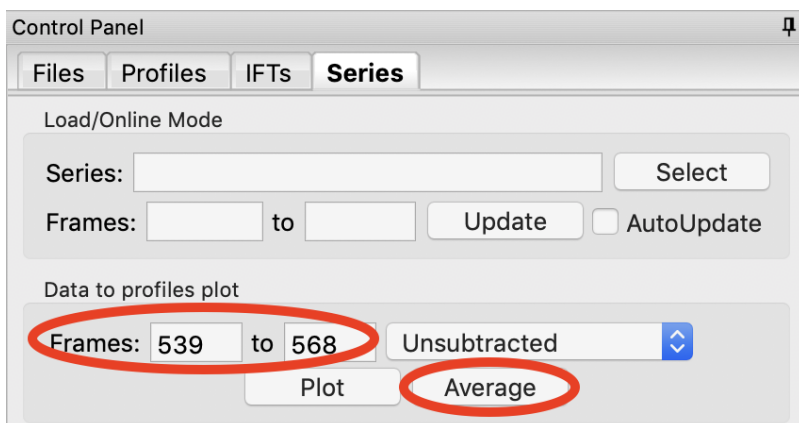 Control Panel
Files Profiles IFTs Series
Load/Online Mode
Series: Select
Frames: to Update AutoUpdate
Data to profiles plot
Frames: 539 to 568 Unsubtracted
Plot Average